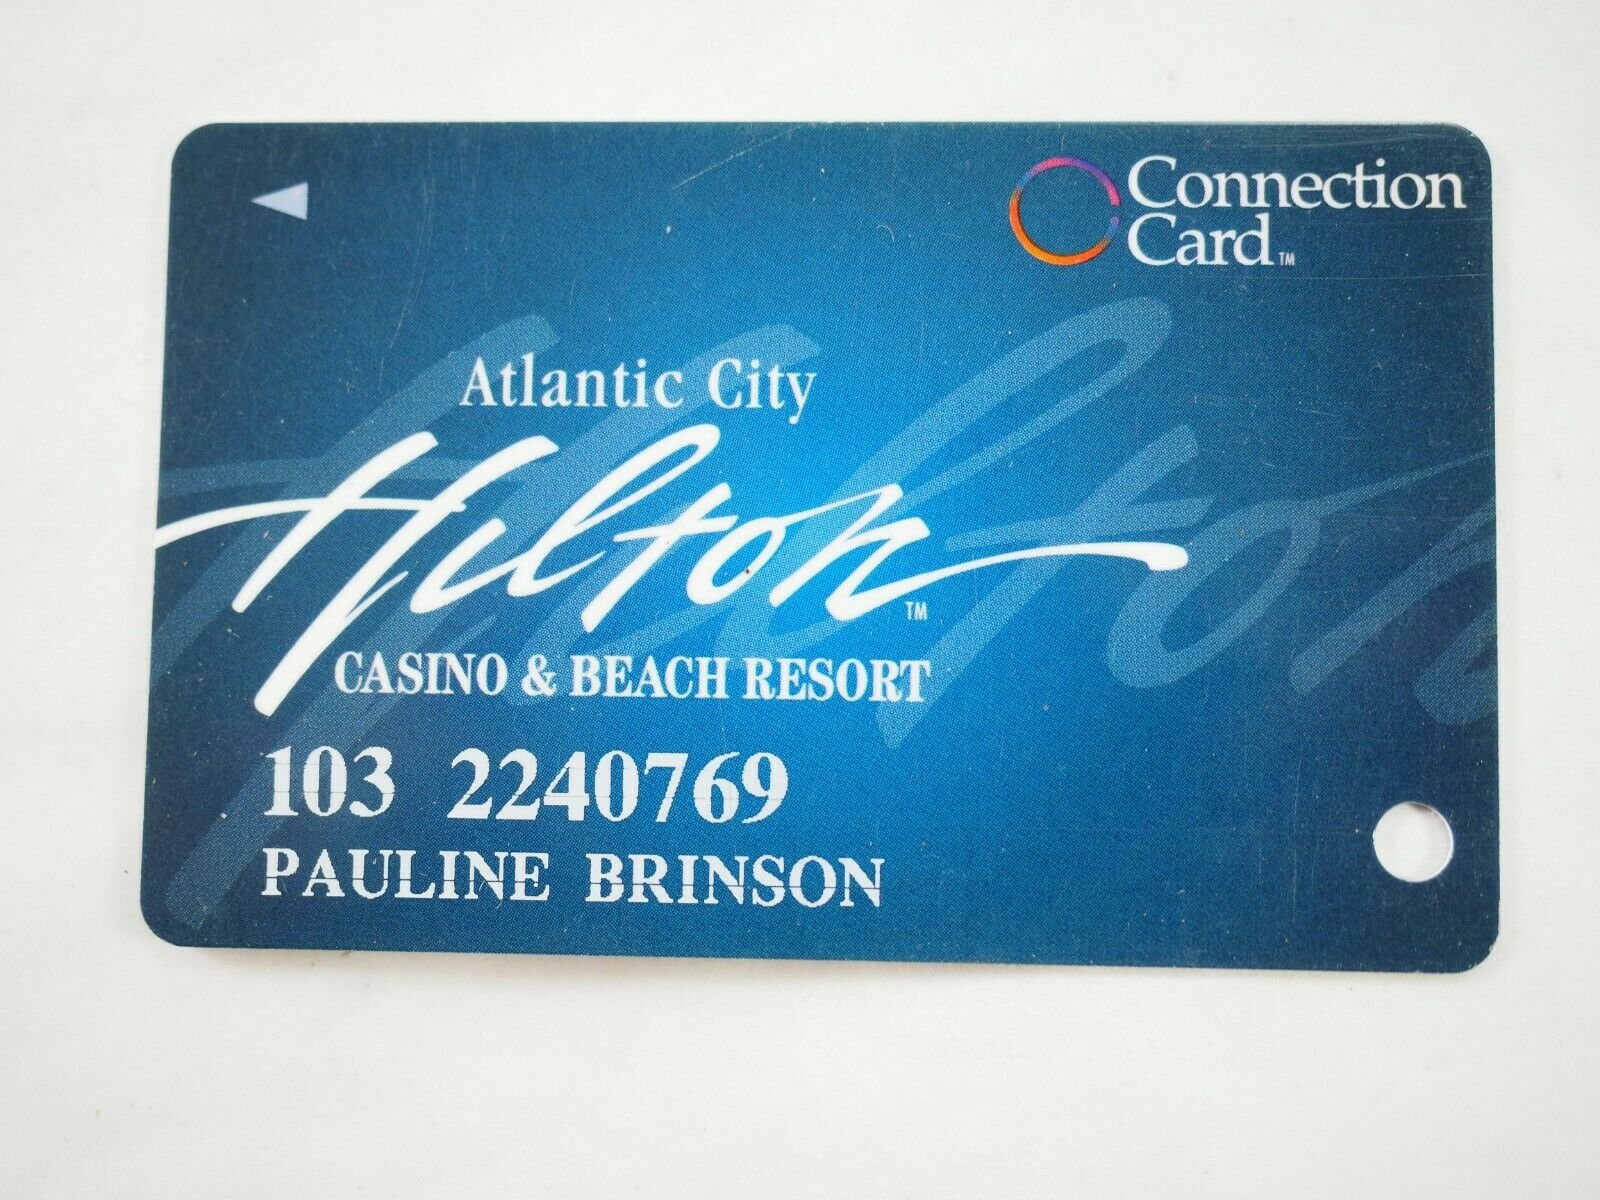 Connection
Card™
Atlantic City
Hilton™
CASINO & BEACH RESORT
103 2240769
PAULINE BRINSON